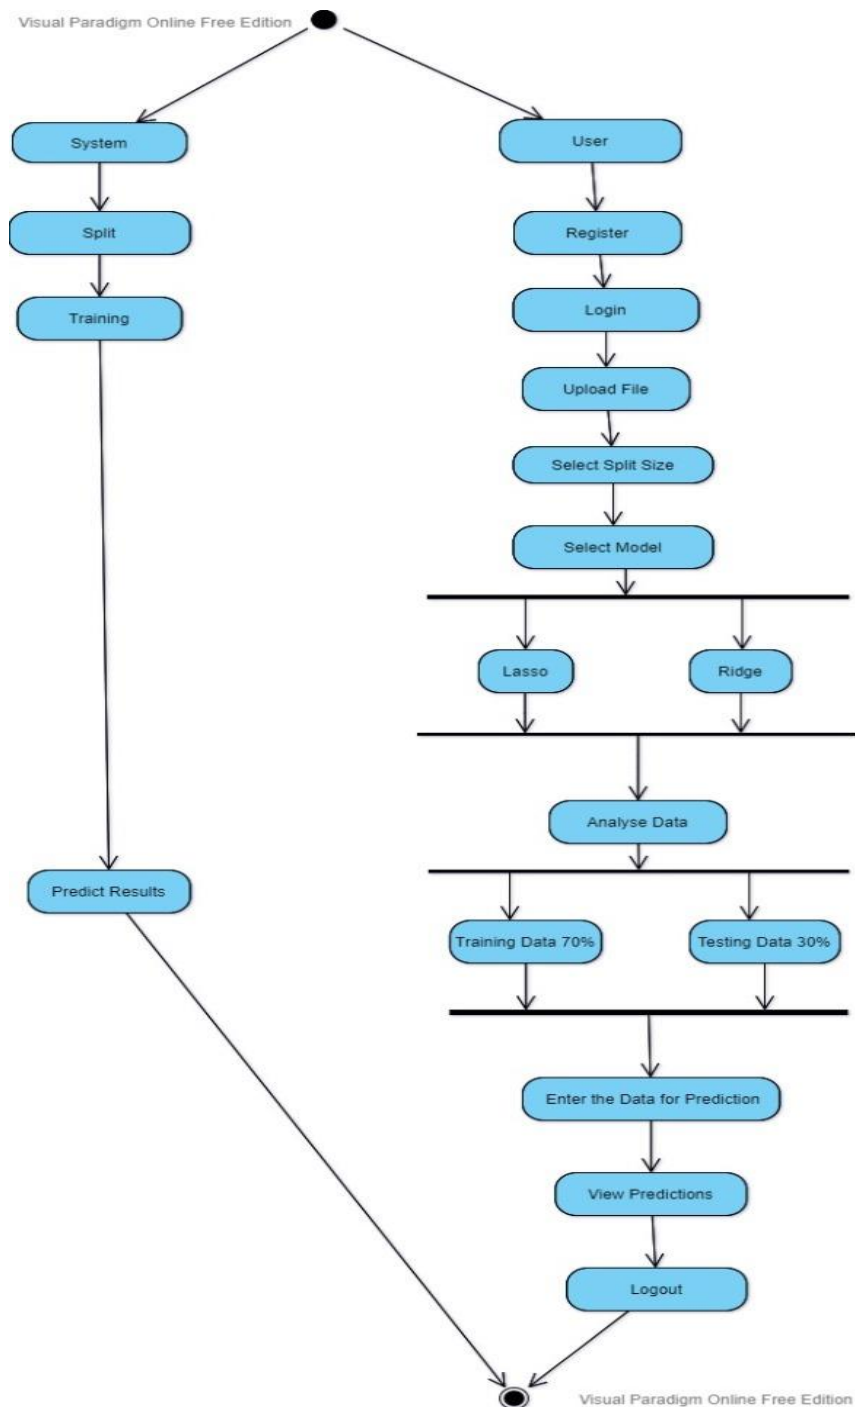 Visual Paradigm Online Free Edition
System
User
Split
Register
Training
Login
Upload File
Select Split Size
Select Model
Lasso
Ridge
Analyse Data
Predict Results
Training Data 70%
Testing Data 30%
Enter the Data for Prediction
View Predictions
Logout
Visual Paradigm Online Free Edition